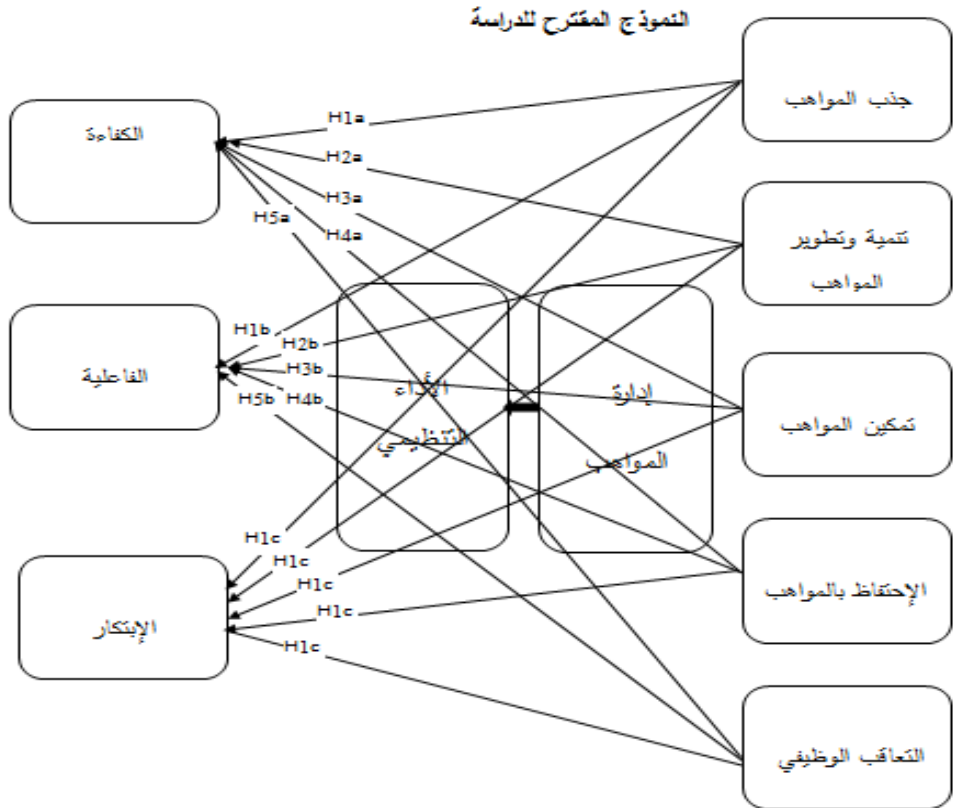 النموذج المقترح للدراسة
جذب المواهب
تنمية وتطوير
المواهب
تمكين المواهب
الإحتفاظ بالمواهب
التعاقب الوظيفي
إدارة
المواهب
الأداء
التنظيمي
الكفاءة
الفاعلية
الإبتكار
H1a
H2a
H3a
H5a
H4a
H1b
H2b
H3b
H5b
H4b
H1c
H1c
H1c
H1c
H1c